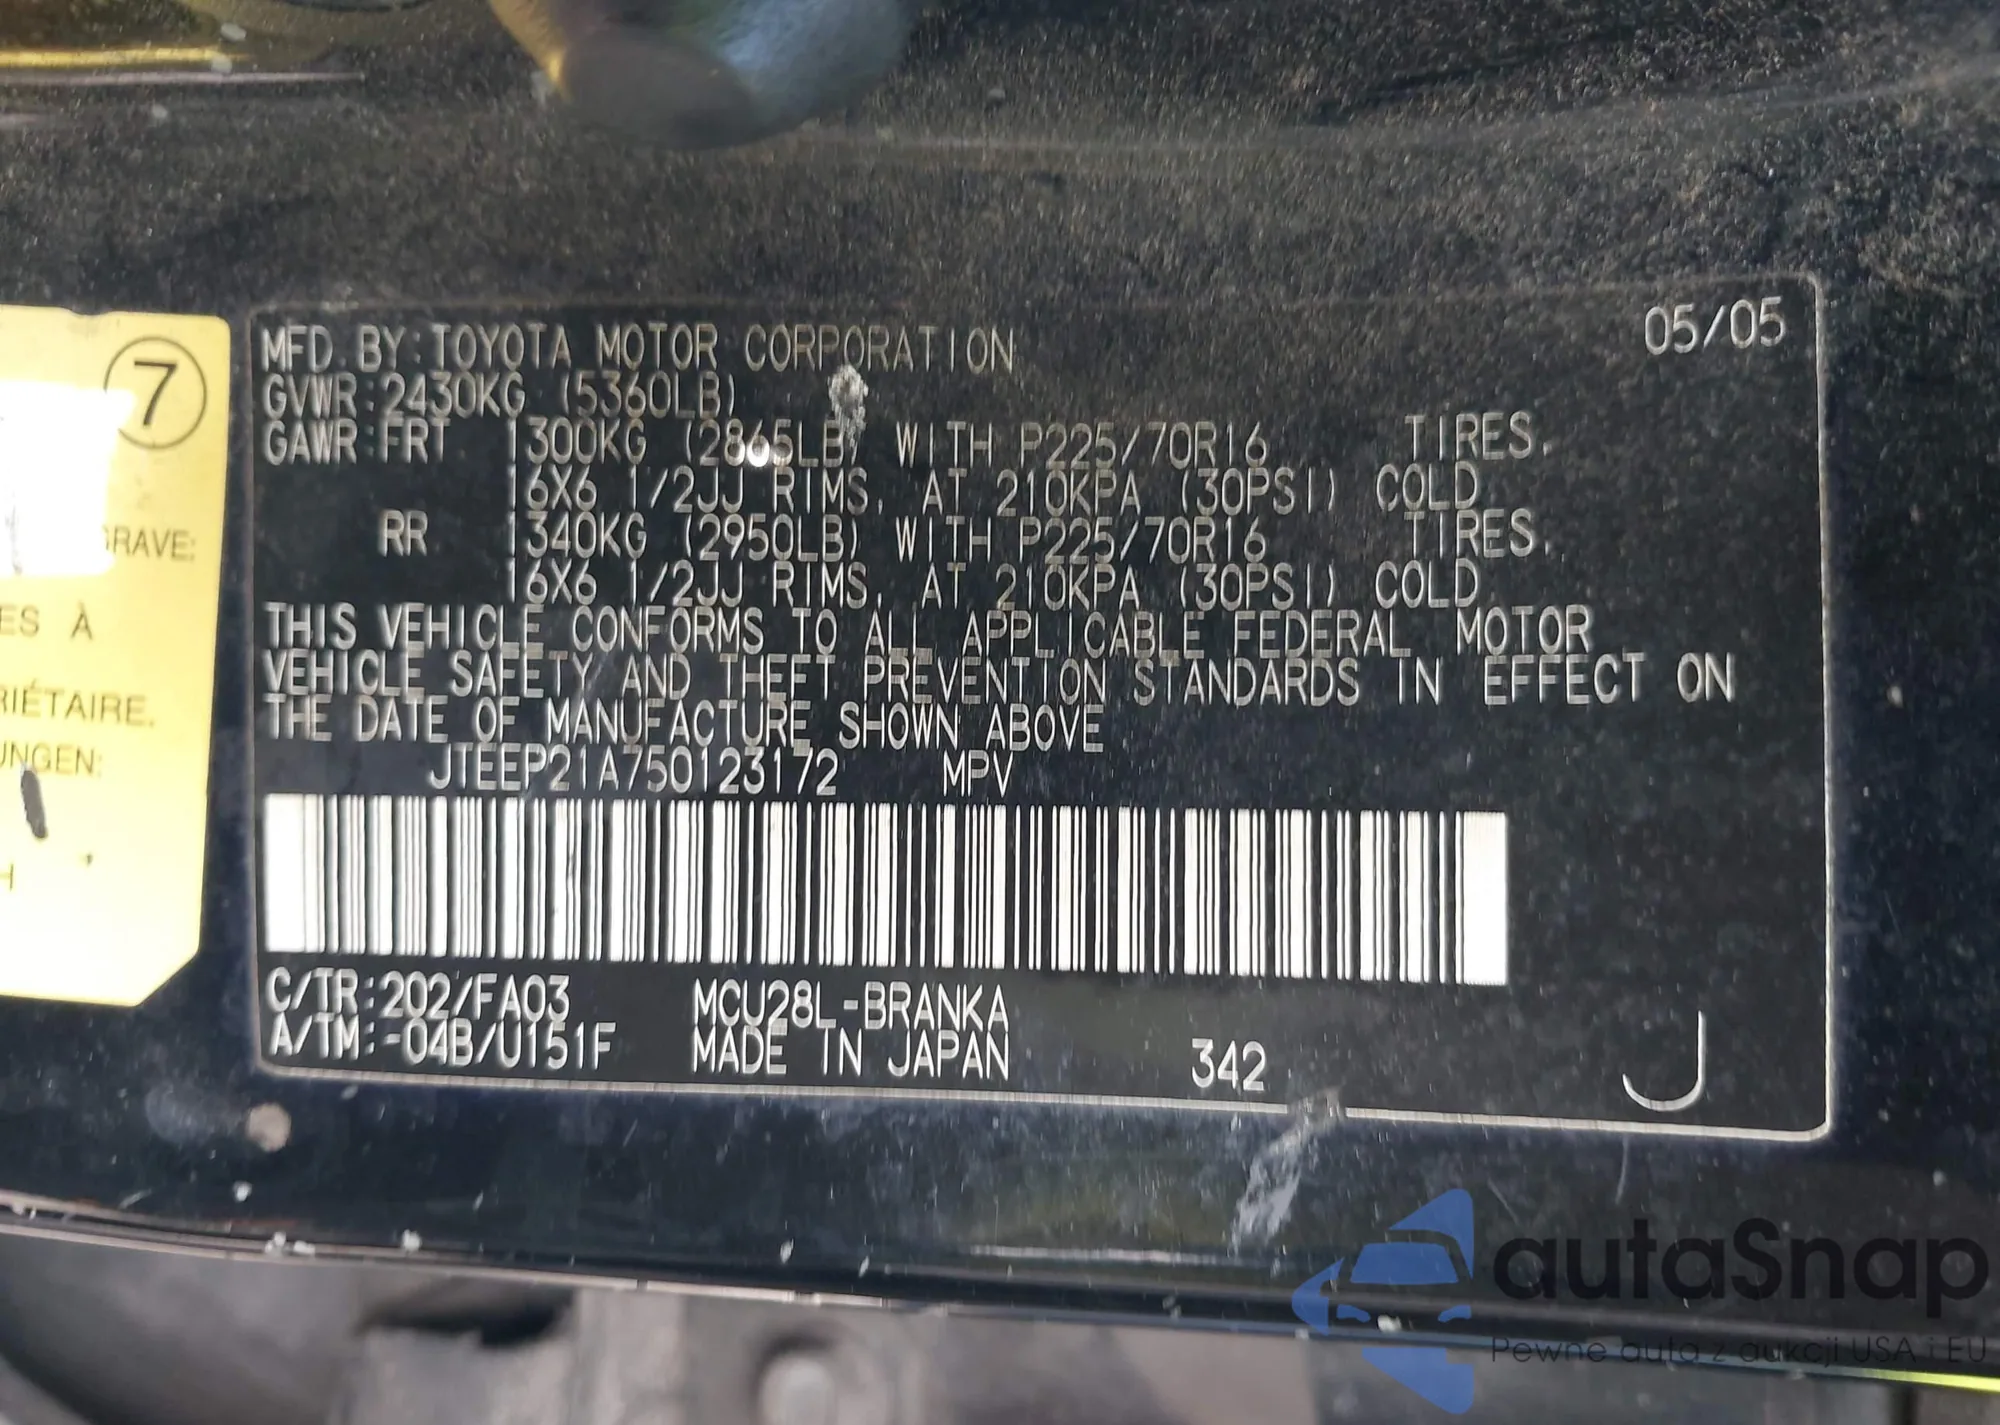 05/05
MFD. BY: TOYOTA MOTOR CORPORATION
GVWR: 2430KG (5360LB)
GAWR: FRT 1300KG (2865LB) WITH P225/70R16 TIRES,
16X6 1/2JJ RIMS, AT 210KPA (30PSI) COLD
RR 1340KG (2950LB) WITH P225/70R16 TIRES,
16X6 1/2JJ RIMS, AT 210KPA (30PSI) COLD
THIS VEHICLE CONFORMS TO ALL APPLICABLE FEDERAL MOTOR
VEHICLE SAFETY AND THEFT PREVENTION STANDARDS IN EFFECT ON
THE DATE OF MANUFACTURE SHOWN ABOVE
JTEEP21A750123172 MPV
C/TR: 202/FA03 MCU28L-BRANKA
A/TM: -04B/U151F MADE IN JAPAN 342 J
7
GRAVE:
ES À
RIÉTAIRE.
UNGEN:
H
autaSnap
Pewne auta z aukcji USA i EU